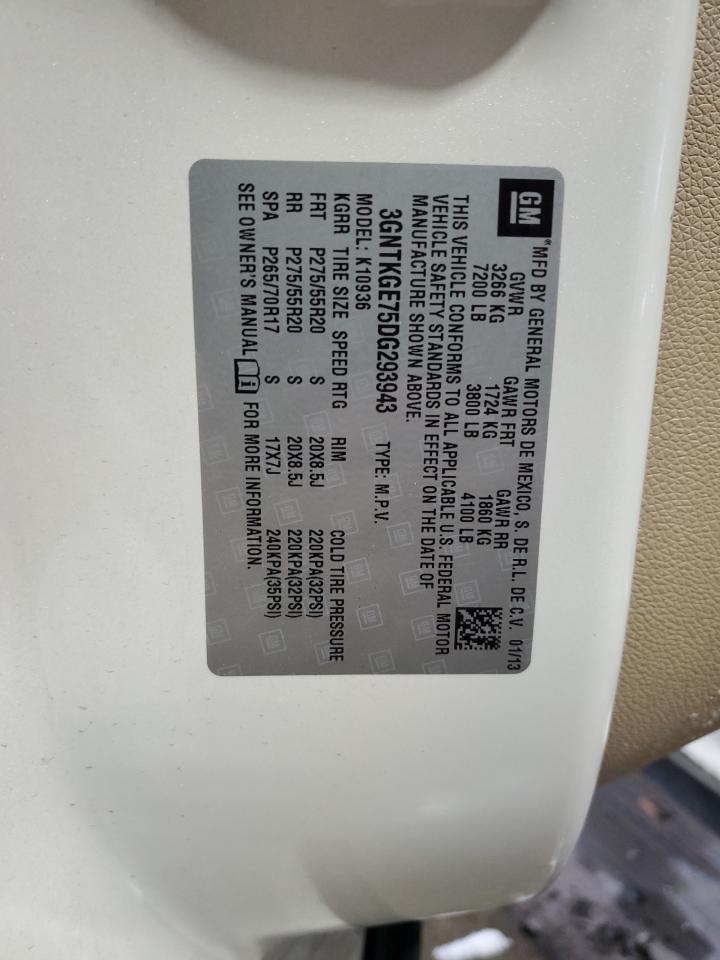 GM
® MFD BY GENERAL MOTORS DE MEXICO, S. DE R.L. DE C.V. 01/13
GVWR GAWR FRT GAWR RR
3266 KG 1724 KG 1860 KG
7200 LB 3800 LB 4100 LB
THIS VEHICLE CONFORMS TO ALL APPLICABLE U.S. FEDERAL MOTOR
VEHICLE SAFETY STANDARDS IN EFFECT ON THE DATE OF
MANUFACTURE SHOWN ABOVE.
3GNTKGE75DG293943 TYPE: M.P.V.
MODEL: K10936
KGRR TIRE SIZE SPEED RTG RIM COLD TIRE PRESSURE
FRT P275/55R20 S 20X8.5J 220KPA(32PSI)
RR P275/55R20 S 20X8.5J 220KPA(32PSI)
SPA P265/70R17 S 17X7J 240KPA(35PSI)
SEE OWNER'S MANUAL FOR MORE INFORMATION.